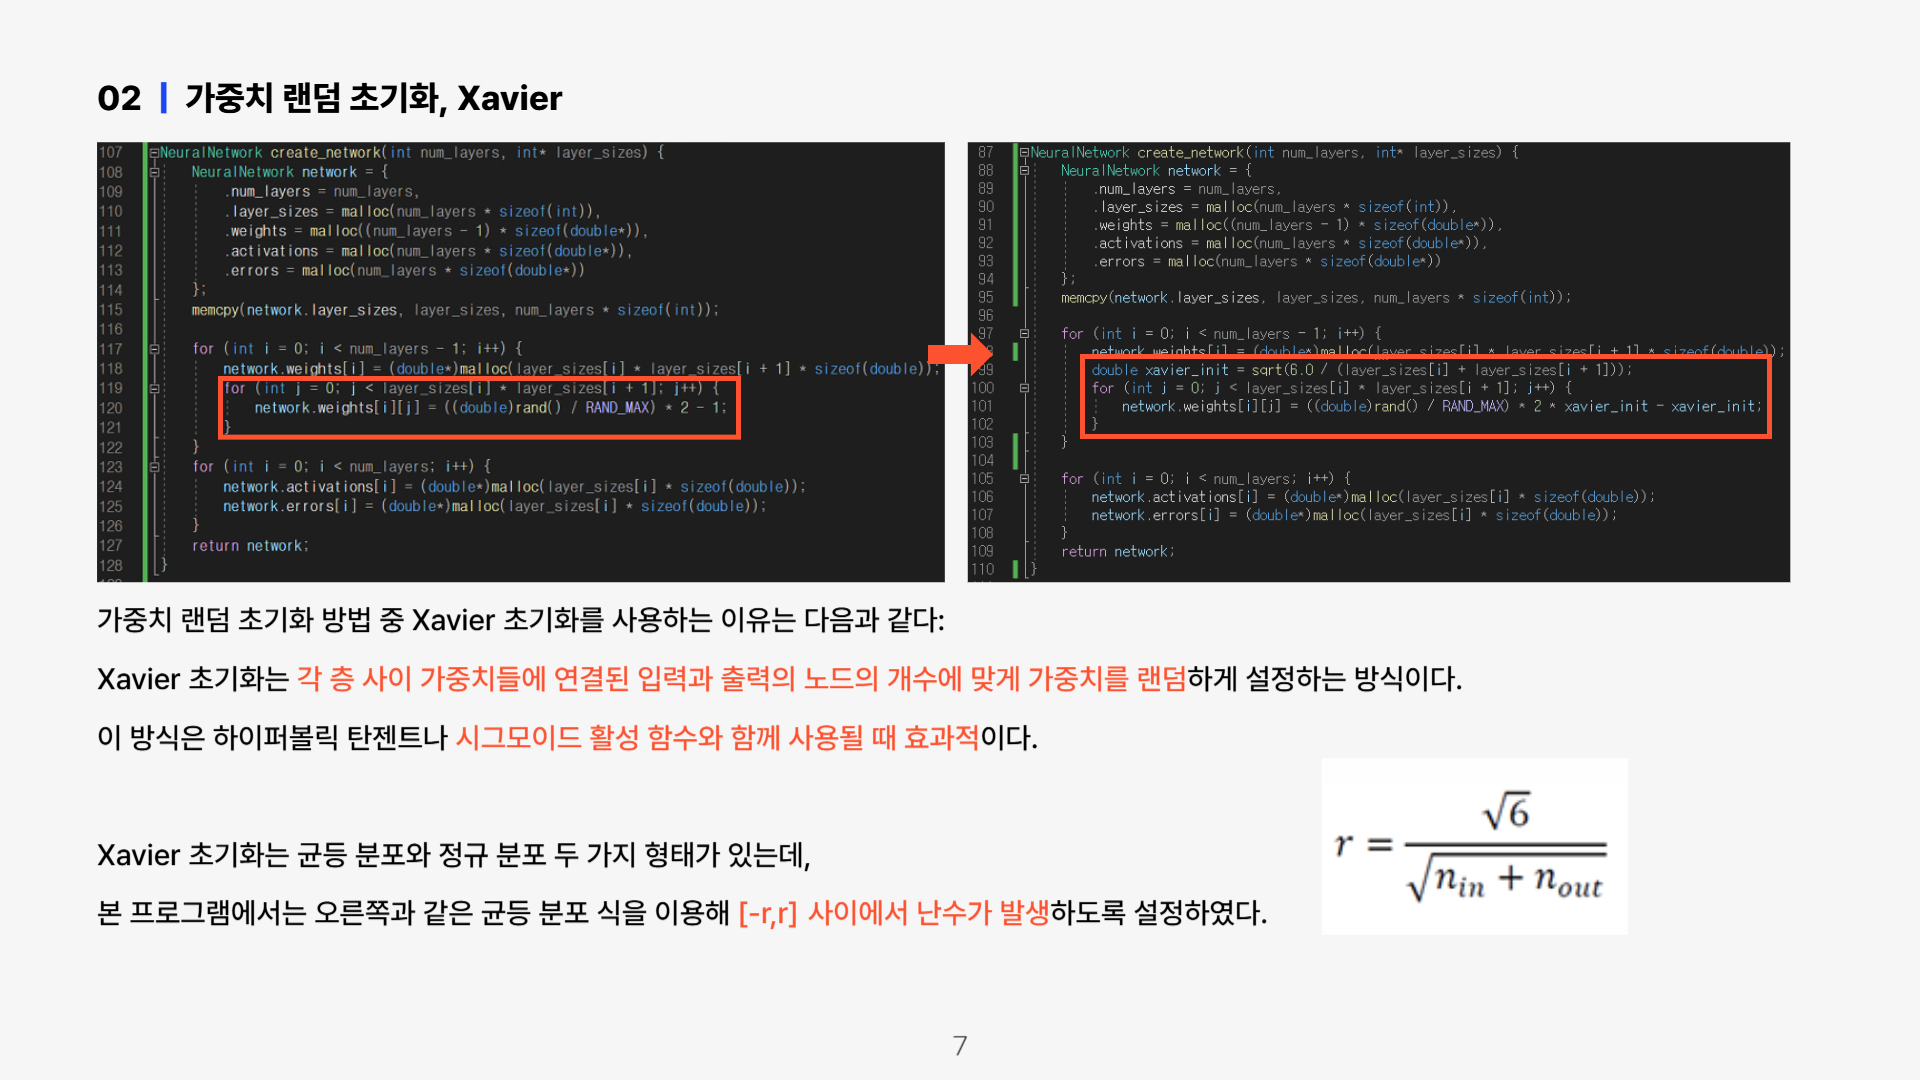 02 | 가중치 랜덤 초기화, Xavier
107 NeuralNetwork create_network(int num_layers, int* layer_sizes) {
108 NeuralNetwork network = {
109 .num_layers = num_layers,
110 .layer_sizes = malloc(num_layers * sizeof(int)),
111 .weights = malloc((num_layers - 1) * sizeof(double*)),
112 .activations = malloc(num_layers * sizeof(double*)),
113 .errors = malloc(num_layers * sizeof(double*))
114 };
115 memcpy(network.layer_sizes, layer_sizes, num_layers * sizeof(int));
116
117 for (int i = 0; i < num_layers - 1; i++) {
118 network.weights[i] = (double*)malloc(layer_sizes[i] * layer_sizes[i + 1] * sizeof(double));
119 for (int j = 0; j < layer_sizes[i] * layer_sizes[i + 1]; j++) {
120 network.weights[i][j] = ((double)rand() / RAND_MAX) * 2 - 1;
121 }
122 }
123 for (int i = 0; i < num_layers; i++) {
124 network.activations[i] = (double*)malloc(layer_sizes[i] * sizeof(double));
125 network.errors[i] = (double*)malloc(layer_sizes[i] * sizeof(double));
126 }
127 return network;
128 }
87 NeuralNetwork create_network(int num_layers, int* layer_sizes) {
88 NeuralNetwork network = {
89 .num_layers = num_layers,
90 .layer_sizes = malloc(num_layers * sizeof(int)),
91 .weights = malloc((num_layers - 1) * sizeof(double*)),
92 .activations = malloc(num_layers * sizeof(double*)),
93 .errors = malloc(num_layers * sizeof(double*))
94 };
95 memcpy(network.layer_sizes, layer_sizes, num_layers * sizeof(int));
96
97 for (int i = 0; i < num_layers - 1; i++) {
network.weights[i] = (double*)malloc(layer_sizes[i] * layer_sizes[i + 1] * sizeof(double));
99 double xavier_init = sqrt(6.0 / (layer_sizes[i] + layer_sizes[i + 1]));
100 for (int j = 0; j < layer_sizes[i] * layer_sizes[i + 1]; j++) {
101 network.weights[i][j] = ((double)rand() / RAND_MAX) * 2 * xavier_init - xavier_init;
102 }
103 }
104
105 for (int i = 0; i < num_layers; i++) {
106 network.activations[i] = (double*)malloc(layer_sizes[i] * sizeof(double));
107 network.errors[i] = (double*)malloc(layer_sizes[i] * sizeof(double));
108 }
109 return network;
110 }
가중치 랜덤 초기화 방법 중 Xavier 초기화를 사용하는 이유는 다음과 같다:
Xavier 초기화는 각 층 사이 가중치들에 연결된 입력과 출력의 노드의 개수에 맞게 가중치를 랜덤하게 설정하는 방식이다.
이 방식은 하이퍼볼릭 탄젠트나 시그모이드 활성 함수와 함께 사용될 때 효과적이다.
Xavier 초기화는 균등 분포와 정규 분포 두 가지 형태가 있는데,
본 프로그램에서는 오른쪽과 같은 균등 분포 식을 이용해 [-r,r] 사이에서 난수가 발생하도록 설정하였다.
r = √6 / √(n_in + n_out)
7